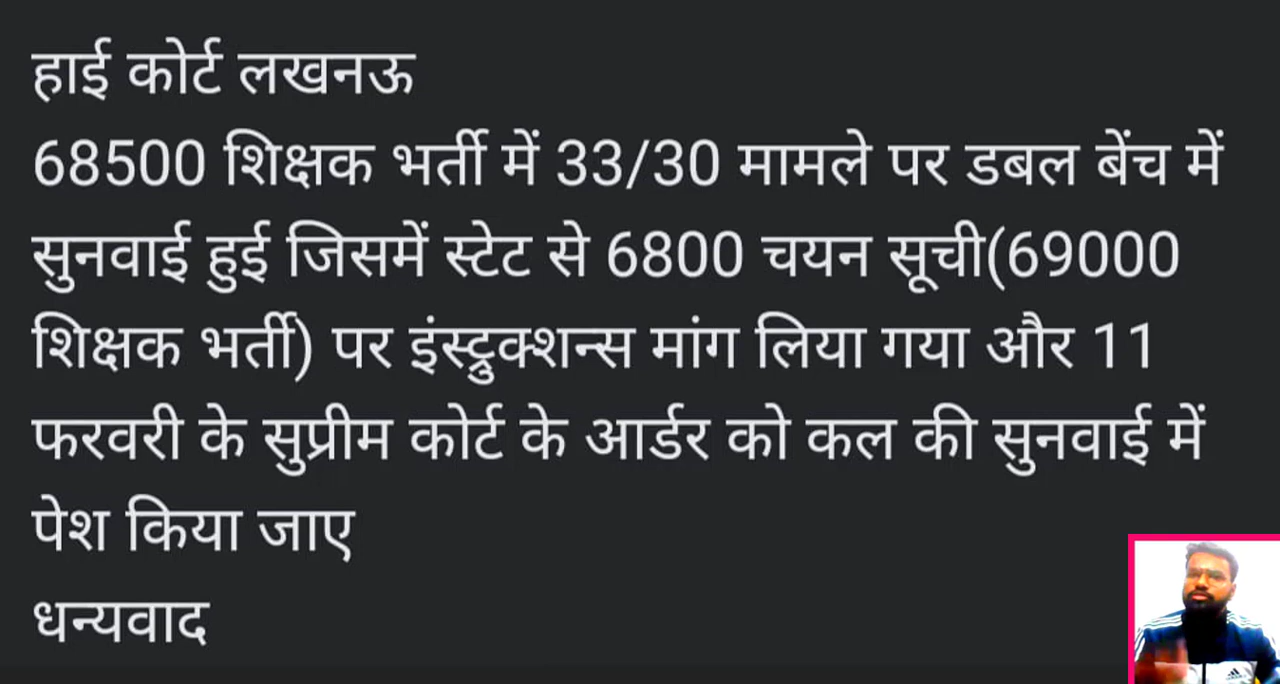 हाई कोर्ट लखनऊ
68500 शिक्षक भर्ती में 33/30 मामले पर डबल बेंच में
सुनवाई हुई जिसमें स्टेट से 6800 चयन सूची(69000
शिक्षक भर्ती) पर इंस्ट्रुक्शन्स मांग लिया गया और 11
फरवरी के सुप्रीम कोर्ट के आर्डर को कल की सुनवाई में
पेश किया जाए
धन्यवाद